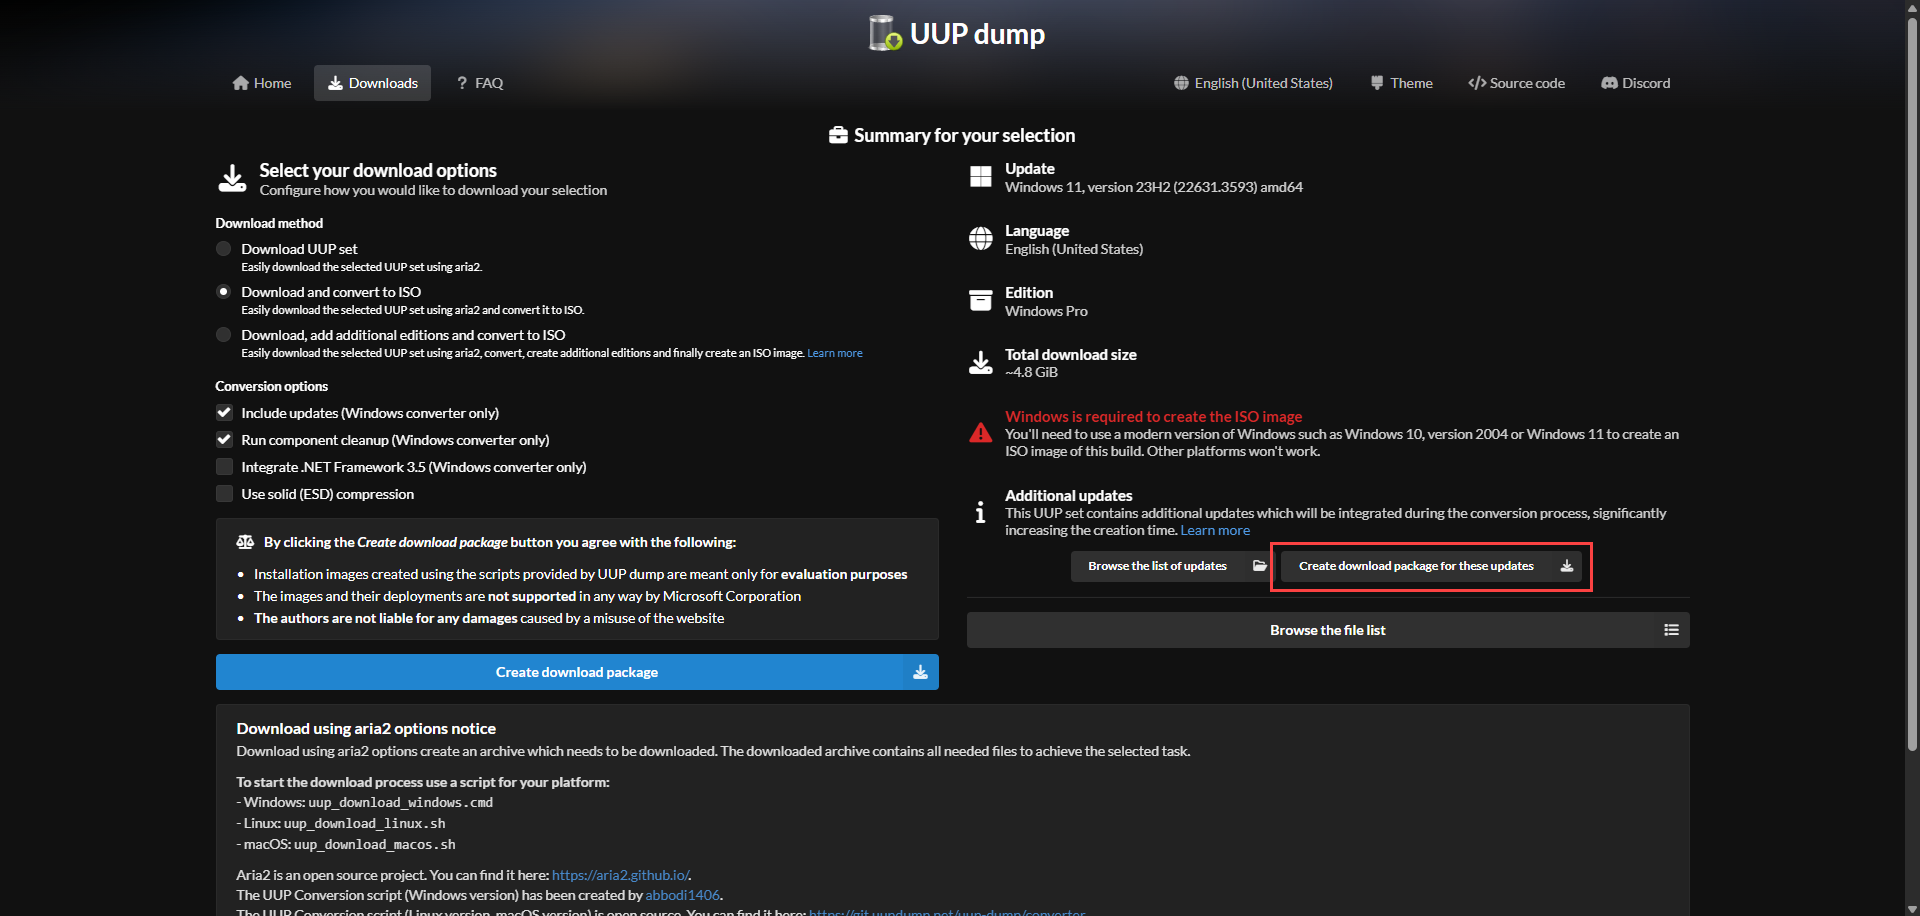 UUP dump
Home
Downloads
? FAQ
English (United States)
Theme
</> Source code
Discord
Summary for your selection
Select your download options
Configure how you would like to download your selection
Download method
Download UUP set
Easily download the selected UUP set using aria2.
Download and convert to ISO
Easily download the selected UUP set using aria2 and convert it to ISO.
Download, add additional editions and convert to ISO
Easily download the selected UUP set using aria2, convert, create additional editions and finally create an ISO image. Learn more
Conversion options
Include updates (Windows converter only)
Run component cleanup (Windows converter only)
Integrate .NET Framework 3.5 (Windows converter only)
Use solid (ESD) compression
By clicking the Create download package button you agree with the following:
• Installation images created using the scripts provided by UUP dump are meant only for evaluation purposes
• The images and their deployments are not supported in any way by Microsoft Corporation
• The authors are not liable for any damages caused by a misuse of the website
Create download package
Update
Windows 11, version 23H2 (22631.3593) amd64
Language
English (United States)
Edition
Windows Pro
Total download size
~4.8 GiB
Windows is required to create the ISO image
You'll need to use a modern version of Windows such as Windows 10, version 2004 or Windows 11 to create an
ISO image of this build. Other platforms won't work.
Additional updates
This UUP set contains additional updates which will be integrated during the conversion process, significantly
increasing the creation time. Learn more
Browse the list of updates
Create download package for these updates
Browse the file list
Download using aria2 options notice
Download using aria2 options create an archive which needs to be downloaded. The downloaded archive contains all needed files to achieve the selected task.
To start the download process use a script for your platform:
- Windows: uup_download_windows.cmd
- Linux: uup_download_linux.sh
- macOS: uup_download_macos.sh
Aria2 is an open source project. You can find it here: https://aria2.github.io/.
The UUP Conversion script (Windows version) has been created by abbodi1406.
The UUP Conversion script (Linux version, macOS version) is open source. You can find it here: https://git.uupdump.net/uup-dump/converter